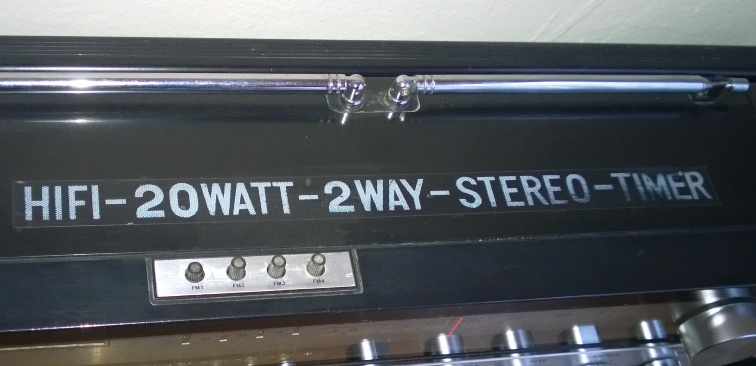 HIFI-20WATT-2WAY-STEREO-TIMER
FM1 FM2 FM3 FM4